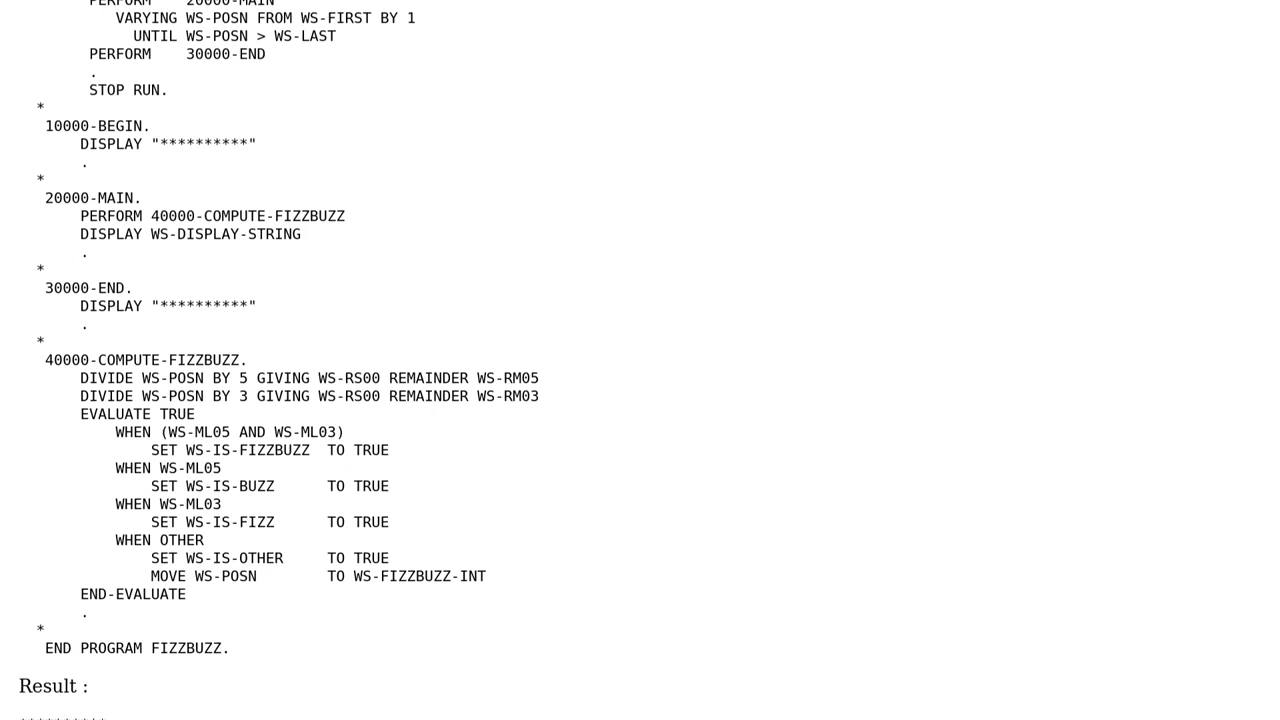 PERFORM    20000-MAIN
   VARYING WS-POSN FROM WS-FIRST BY 1
     UNTIL WS-POSN > WS-LAST
PERFORM    30000-END
.
STOP RUN.
*
10000-BEGIN.
    DISPLAY "**********"
    .
*
20000-MAIN.
    PERFORM 40000-COMPUTE-FIZZBUZZ
    DISPLAY WS-DISPLAY-STRING
    .
*
30000-END.
    DISPLAY "**********"
    .
*
40000-COMPUTE-FIZZBUZZ.
    DIVIDE WS-POSN BY 5 GIVING WS-RS00 REMAINDER WS-RM05
    DIVIDE WS-POSN BY 3 GIVING WS-RS00 REMAINDER WS-RM03
    EVALUATE TRUE
        WHEN (WS-ML05 AND WS-ML03)
            SET WS-IS-FIZZBUZZ  TO TRUE
        WHEN WS-ML05
            SET WS-IS-BUZZ      TO TRUE
        WHEN WS-ML03
            SET WS-IS-FIZZ      TO TRUE
        WHEN OTHER
            SET WS-IS-OTHER     TO TRUE
            MOVE WS-POSN        TO WS-FIZZBUZZ-INT
    END-EVALUATE
    .
*
END PROGRAM FIZZBUZZ.
Result :
**********